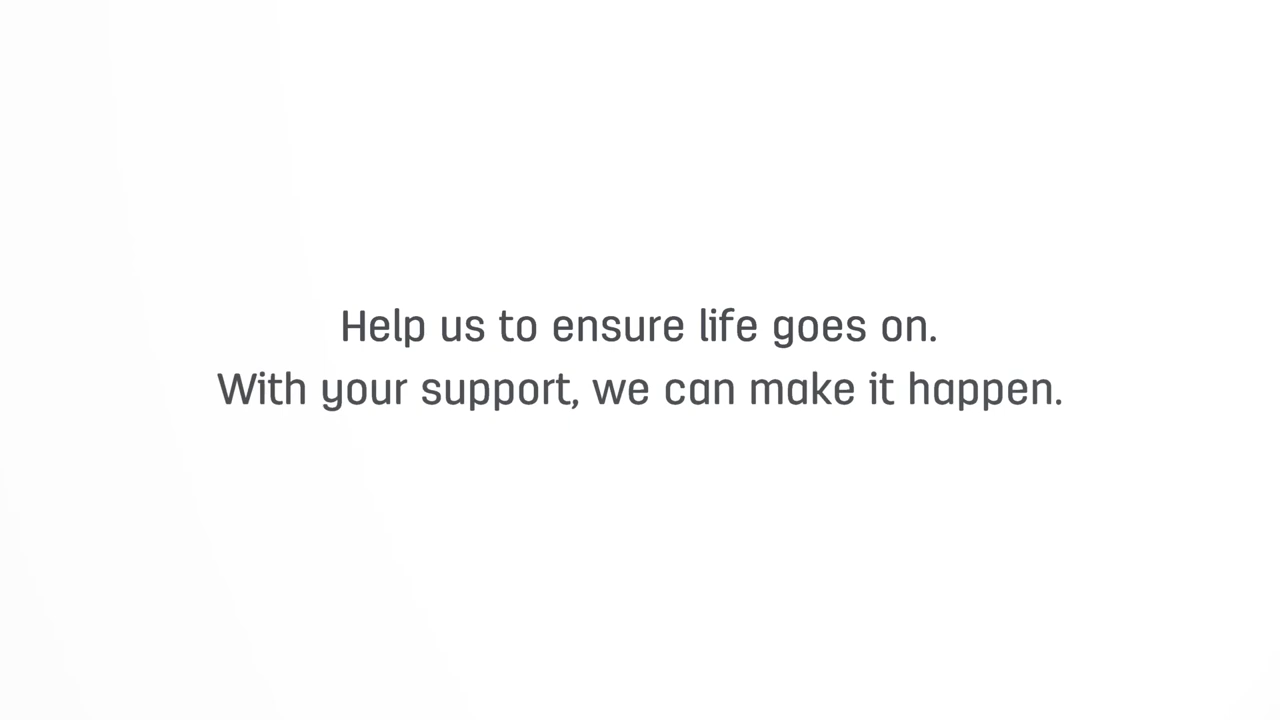 Help us to ensure life goes on.
With your support, we can make it happen.